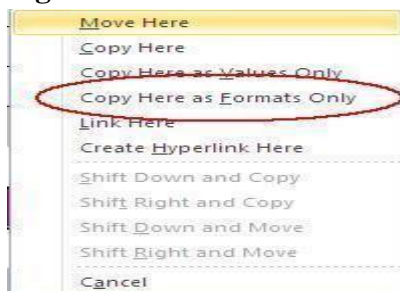 Move Here
Copy Here
Copy Here as Values Only
Copy Here as Formats Only
Link Here
Create Hyperlink Here
Shift Down and Copy
Shift Right and Copy
Shift Down and Move
Shift Right and Move
Cancel